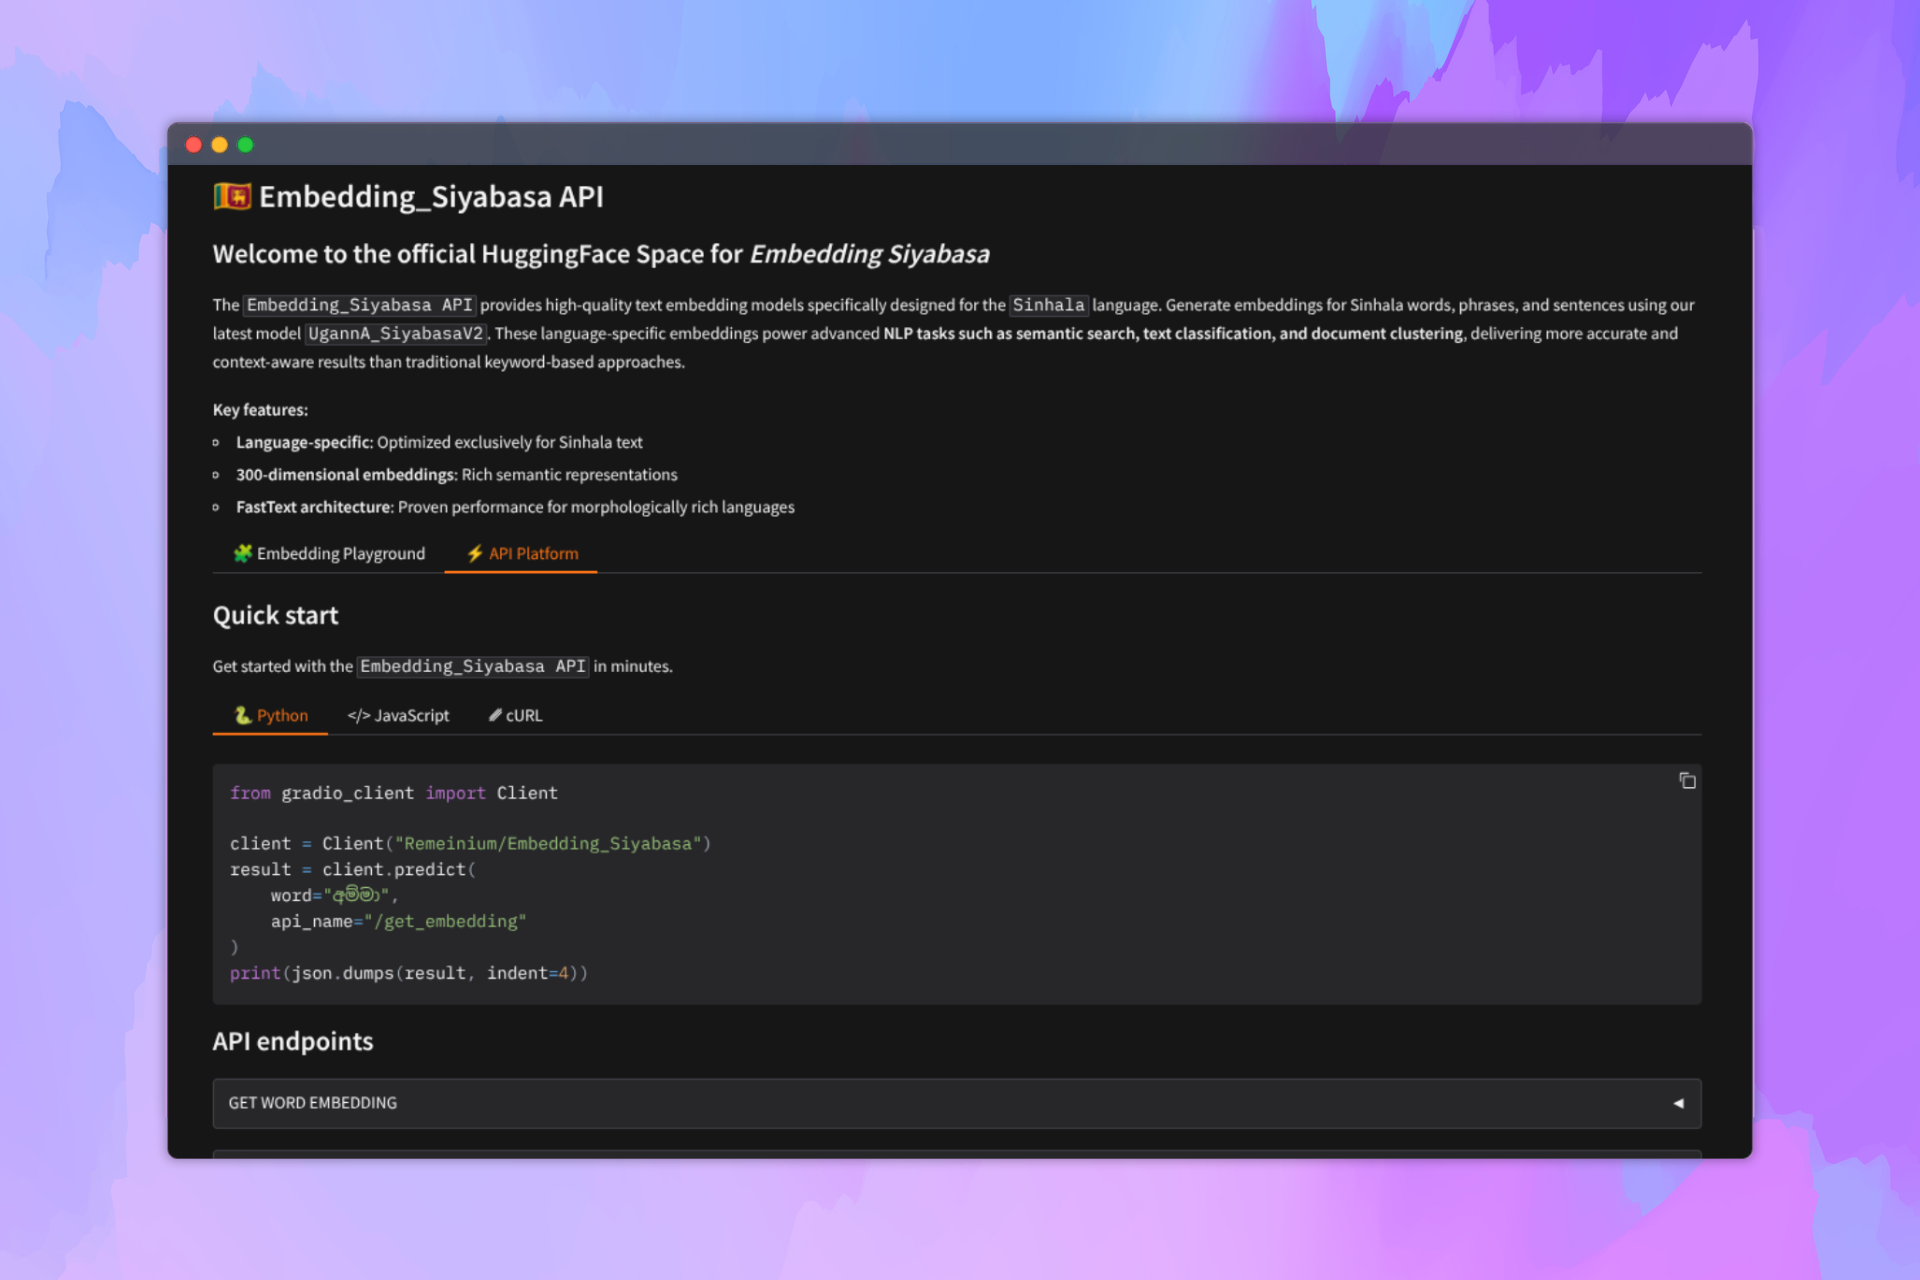 🇱🇰 Embedding_Siyabasa API
Welcome to the official HuggingFace Space for Embedding Siyabasa
The Embedding_Siyabasa API provides high-quality text embedding models specifically designed for the Sinhala language. Generate embeddings for Sinhala words, phrases, and sentences using our
latest model UgannA_SiyabasaV2. These language-specific embeddings power advanced NLP tasks such as semantic search, text classification, and document clustering, delivering more accurate and
context-aware results than traditional keyword-based approaches.
Key features:
Language-specific: Optimized exclusively for Sinhala text
300-dimensional embeddings: Rich semantic representations
FastText architecture: Proven performance for morphologically rich languages
🧩 Embedding Playground ⚡ API Platform
Quick start
Get started with the Embedding_Siyabasa API in minutes.
🐍 Python </> JavaScript cURL
from gradio_client import Client
client = Client("Remeinium/Embedding_Siyabasa")
result = client.predict(
word="අම්මා",
api_name="/get_embedding"
)
print(json.dumps(result, indent=4))
API endpoints
GET WORD EMBEDDING